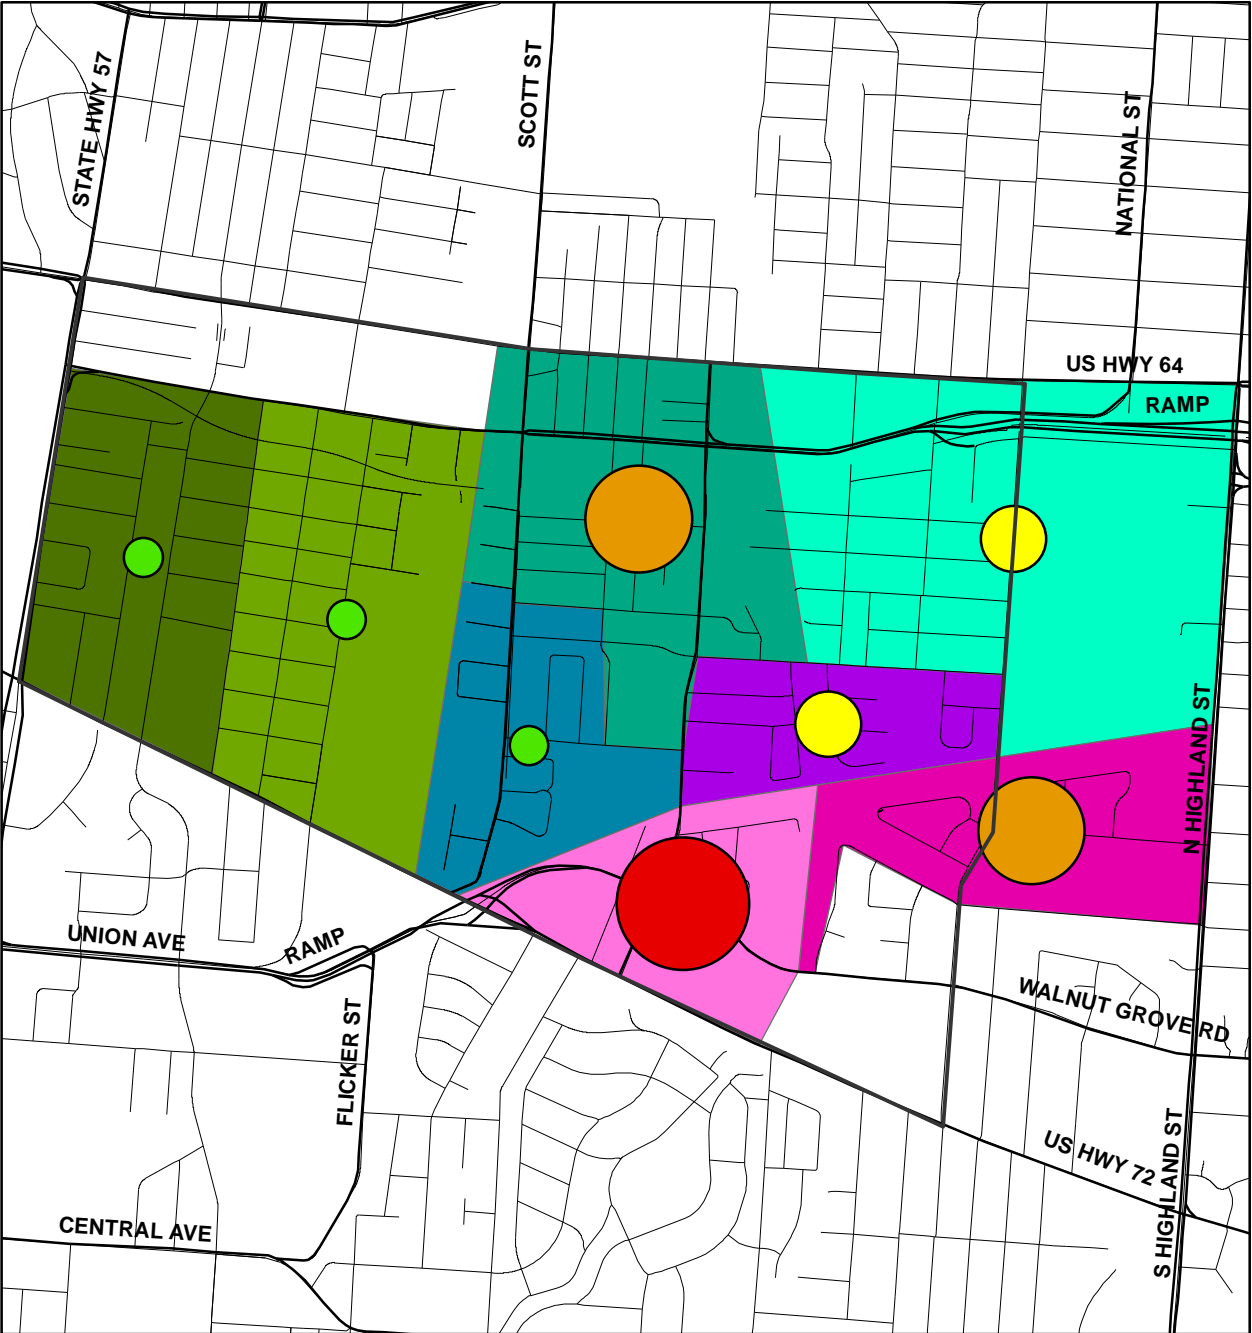 STATE HWY 57
SCOTT ST
NATIONAL ST
US HWY 64
RAMP
N HIGHLAND ST
UNION AVE
RAMP
WALNUT GROVE RD
FLICKER ST
US HWY 72
S HIGHLAND ST
CENTRAL AVE